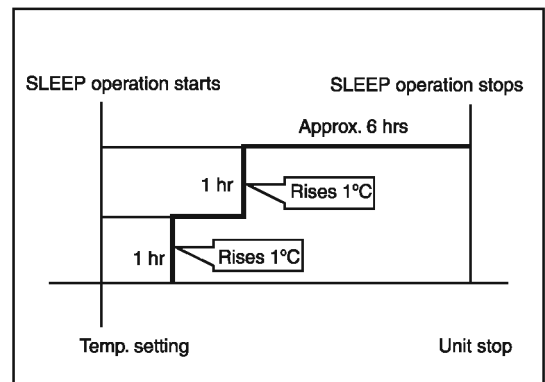 SLEEP operation starts
SLEEP operation stops
Approx. 6 hrs
1 hr
Rises 1°C
1 hr
Rises 1°C
Temp. setting
Unit stop